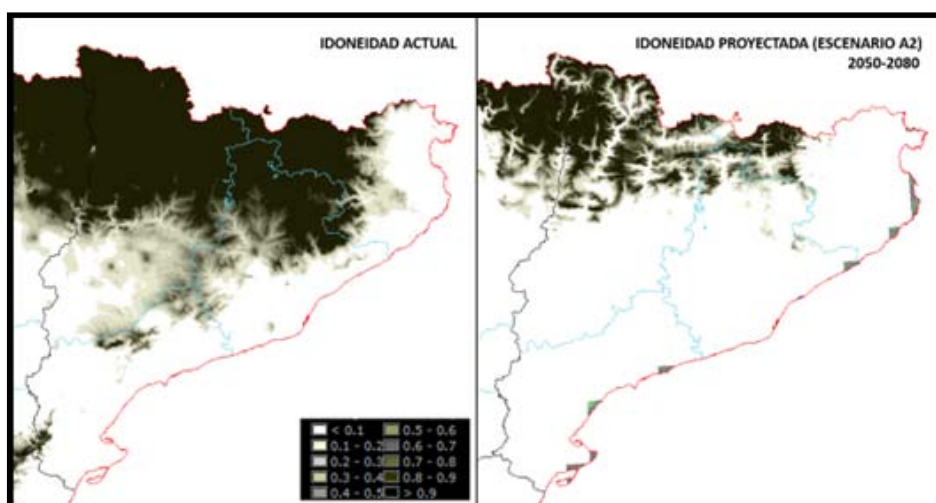 IDONEIDAD ACTUAL
IDONEIDAD PROYECTADA (ESCENARIO A2)
2050-2080
< 0.1
0.5 - 0.6
0.1 - 0.2
0.6 - 0.7
0.2 - 0.3
0.7 - 0.8
0.3 - 0.4
0.8 - 0.9
0.4 - 0.5
> 0.9